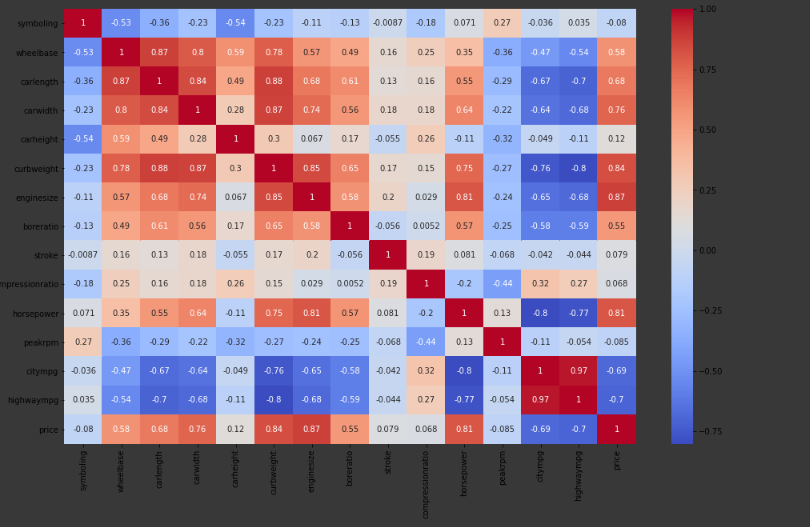 symboling 1 -0.53 -0.36 -0.23 -0.54 -0.23 -0.11 -0.13 -0.0087 -0.18 0.071 0.27 -0.036 0.035 -0.08
wheelbase -0.53 1 0.87 0.8 0.59 0.78 0.57 0.49 0.16 0.25 0.35 -0.36 -0.47 -0.54 0.58
carlength -0.36 0.87 1 0.84 0.49 0.88 0.68 0.61 0.13 0.16 0.55 -0.29 -0.67 -0.7 0.68
carwidth -0.23 0.8 0.84 1 0.28 0.87 0.74 0.56 0.18 0.18 0.64 -0.22 -0.64 -0.68 0.76
carheight -0.54 0.59 0.49 0.28 1 0.3 0.067 0.17 -0.055 0.26 -0.11 -0.32 -0.049 -0.11 0.12
curbweight -0.23 0.78 0.88 0.87 0.3 1 0.85 0.65 0.17 0.15 0.75 -0.27 -0.76 -0.8 0.84
enginesize -0.11 0.57 0.68 0.74 0.067 0.85 1 0.58 0.2 0.029 0.81 -0.24 -0.65 -0.68 0.87
boreratio -0.13 0.49 0.61 0.56 0.17 0.65 0.58 1 -0.056 0.0052 0.57 -0.25 -0.58 -0.59 0.55
stroke -0.0087 0.16 0.13 0.18 -0.055 0.17 0.2 -0.056 1 0.19 0.081 -0.068 -0.042 -0.044 0.079
mpressionratio -0.18 0.25 0.16 0.18 0.26 0.15 0.029 0.0052 0.19 1 -0.2 -0.44 0.32 0.27 0.068
horsepower 0.071 0.35 0.55 0.64 -0.11 0.75 0.81 0.57 0.081 -0.2 1 0.13 -0.8 -0.77 0.81
peakrpm 0.27 -0.36 -0.29 -0.22 -0.32 -0.27 -0.24 -0.25 -0.068 -0.44 0.13 1 -0.11 -0.054 -0.085
citympg -0.036 -0.47 -0.67 -0.64 -0.049 -0.76 -0.65 -0.58 -0.042 0.32 -0.8 -0.11 1 0.97 -0.69
highwaympg 0.035 -0.54 -0.7 -0.68 -0.11 -0.8 -0.68 -0.59 -0.044 0.27 -0.77 -0.054 0.97 1 -0.7
price -0.08 0.58 0.68 0.76 0.12 0.84 0.87 0.55 0.079 0.068 0.81 -0.085 -0.69 -0.7 1
symboling wheelbase carlength carwidth carheight curbweight enginesize boreratio stroke compressionratio horsepower peakrpm citympg highwaympg price
1.00
0.75
0.50
0.25
0.00
−0.25
−0.50
−0.75